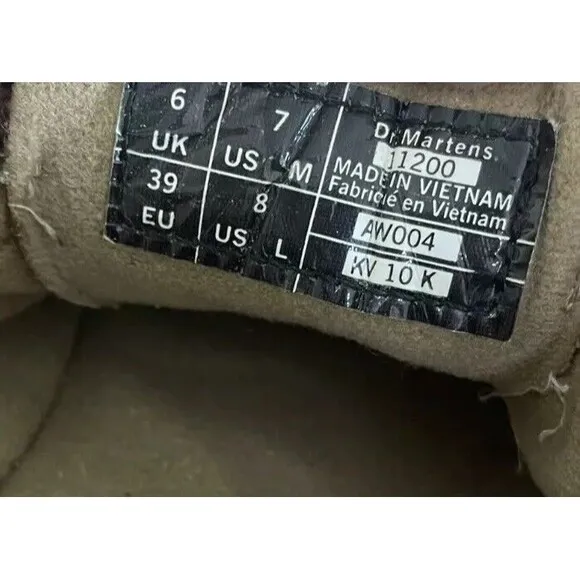 6
UK
7
US M
39
EU
8
US L
Dr. Martens
11200
MADE IN VIETNAM
Fabriqué en Vietnam
AW004
KV 10 K